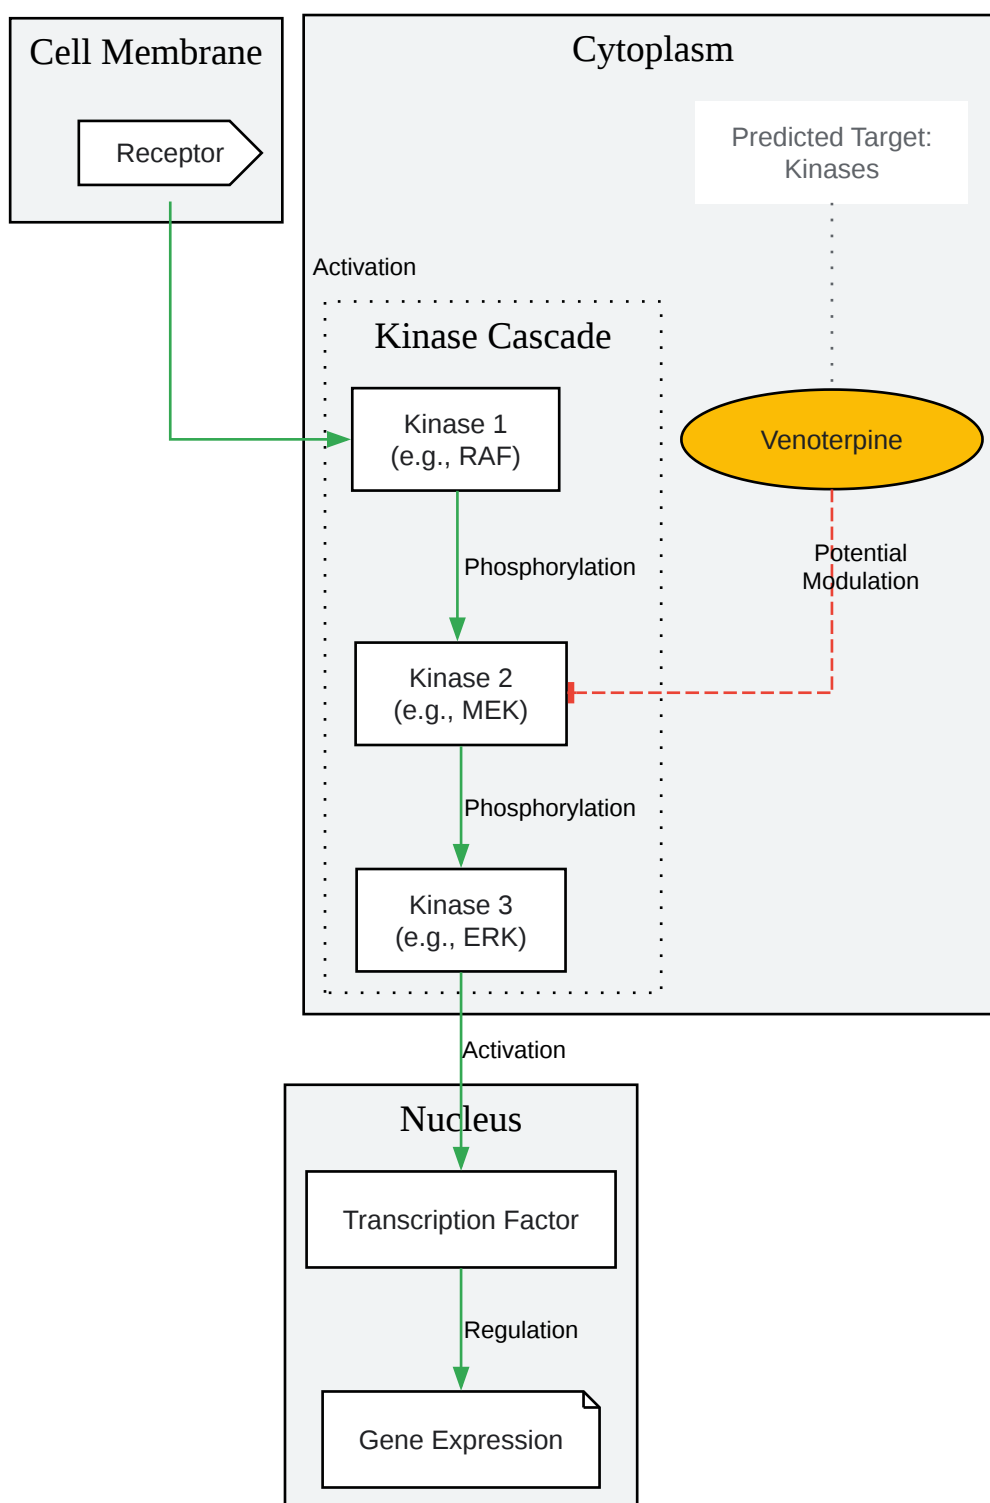 Cell Membrane
Receptor
Cytoplasm
Predicted Target:
Kinases
Activation
Kinase Cascade
Kinase 1
(e.g., RAF)
Venoterpine
Phosphorylation
Potential
Modulation
Kinase 2
(e.g., MEK)
Phosphorylation
Kinase 3
(e.g., ERK)
Activation
Nucleus
Transcription Factor
Regulation
Gene Expression